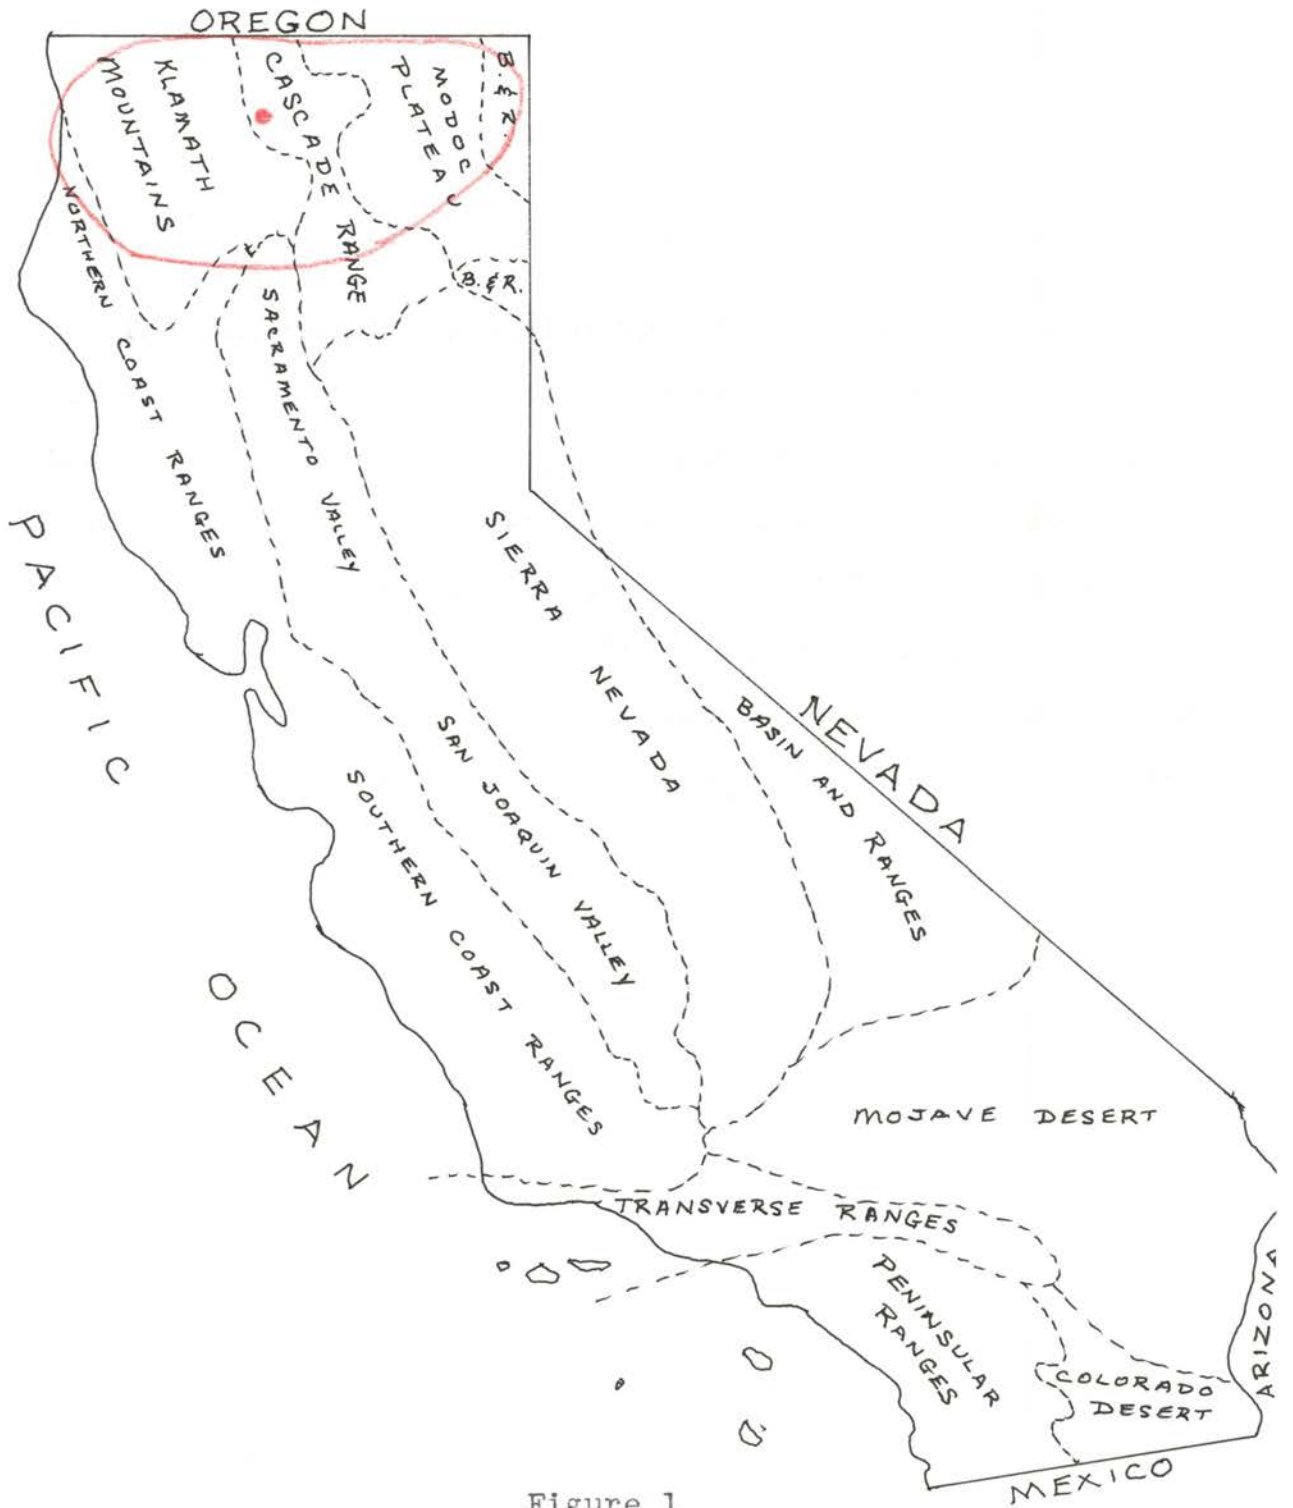 OREGON
KLAMATH
MOUNTAINS
CASCADE RANGE
MODOC
PLATEAU
B. & R.
NORTHERN COAST RANGES
SACRAMENTO VALLEY
B. & R.
SIERRA NEVADA
NEVADA
BASIN AND RANGES
PACIFIC OCEAN
SAN JOAQUIN VALLEY
SOUTHERN COAST RANGES
MOJAVE DESERT
TRANSVERSE RANGES
PENINSULAR
RANGES
COLORADO
DESERT
ARIZONA
MEXICO
Figure 1